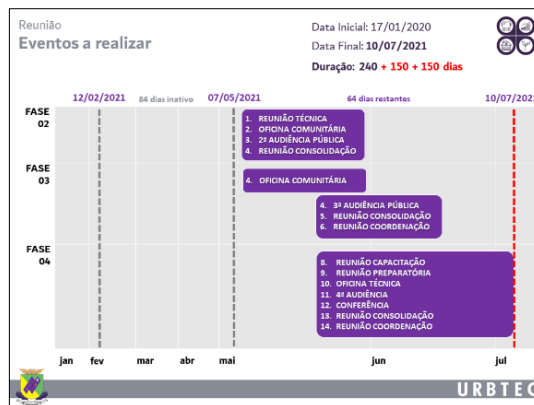 Reunião
Eventos a realizar
Data Inicial: 17/01/2020
Data Final: 10/07/2021
Duração: 240 + 150 + 150 dias
12/02/2021 84 dias inativo 07/05/2021 64 dias restantes 10/07/2021
FASE
02
1. REUNIÃO TÉCNICA
2. OFICINA COMUNITÁRIA
3. 2ª AUDIÊNCIA PÚBLICA
4. REUNIÃO CONSOLIDAÇÃO
FASE
03
4. OFICINA COMUNITÁRIA
4. 3ª AUDIÊNCIA PÚBLICA
5. REUNIÃO CONSOLIDAÇÃO
6. REUNIÃO COORDENAÇÃO
FASE
04
8. REUNIÃO CAPACITAÇÃO
9. REUNIÃO PREPARATÓRIA
10. OFICINA TÉCNICA
11. 4ª AUDIÊNCIA
12. CONFERÊNCIA
13. REUNIÃO CONSOLIDAÇÃO
14. REUNIÃO COORDENAÇÃO
jan fev mar abr mai jun jul
URBTEC